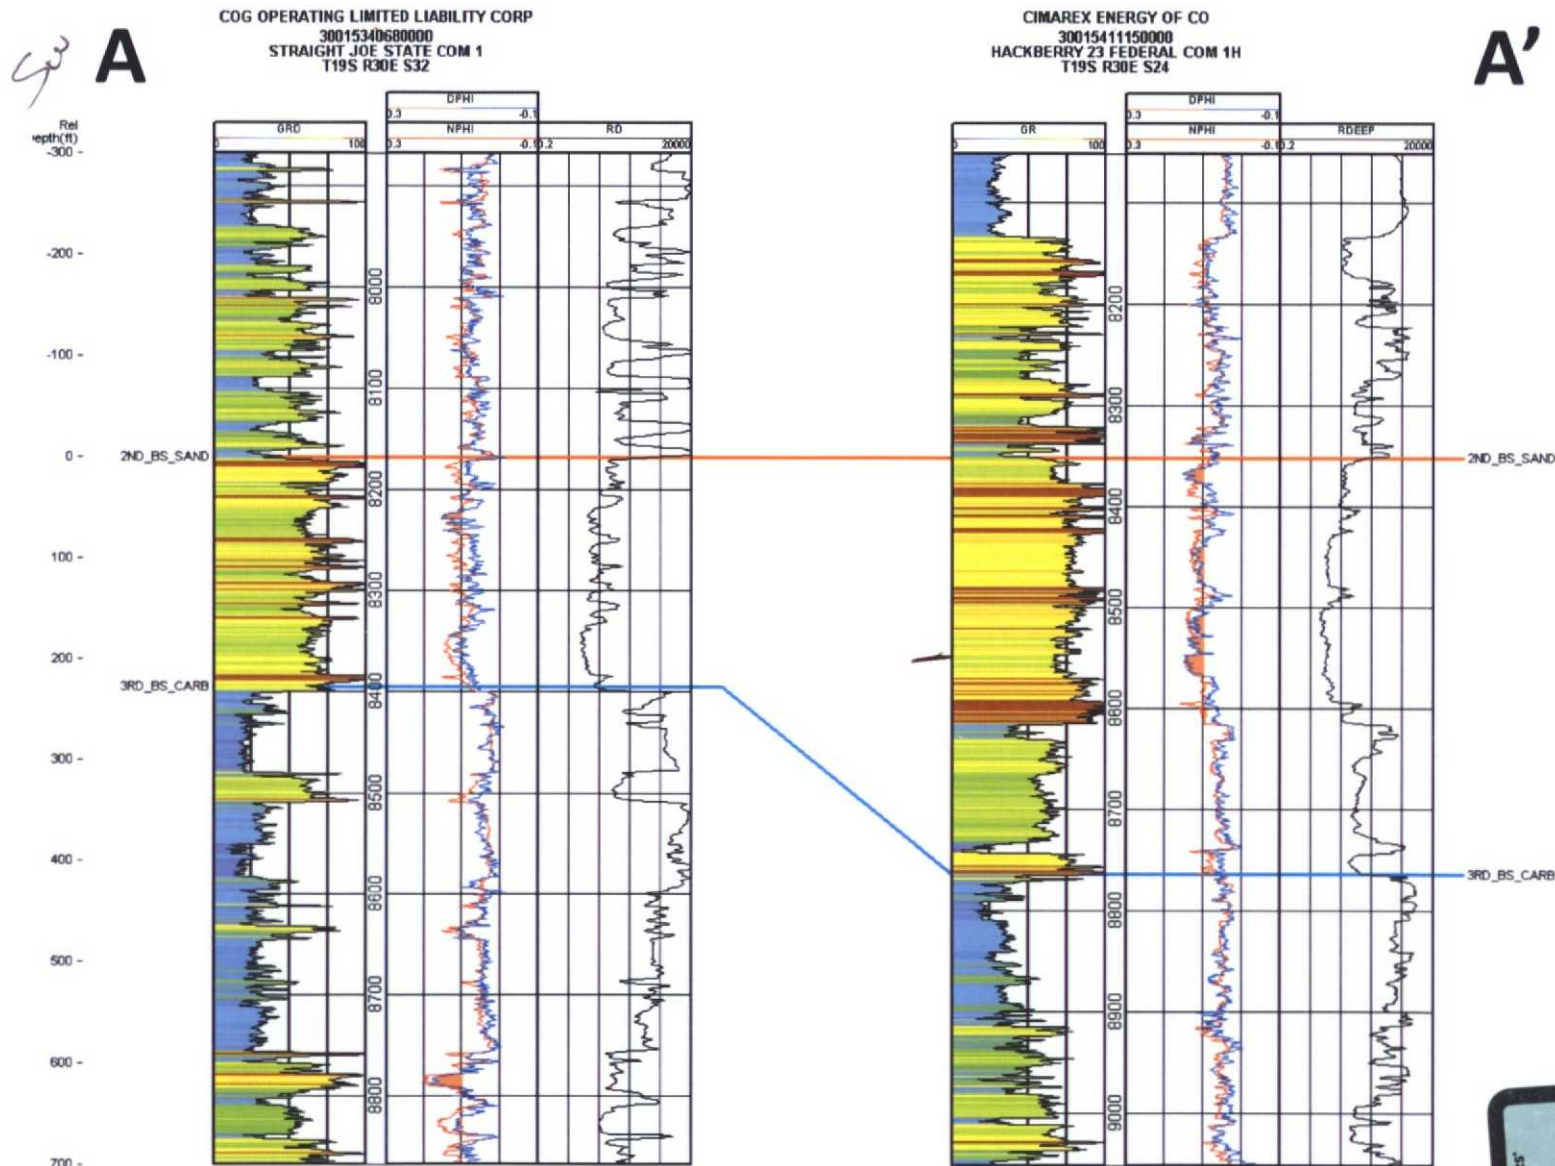 COG OPERATING LIMITED LIABILITY CORP
30015340680000
STRAIGHT JOE STATE COM 1
T19S R30E S32
CIMAREX ENERGY OF CO
30015411150000
HACKBERRY 23 FEDERAL COM 1H
T19S R30E S24
A
A'
Rel
epth(ft)
DPHI
0.3 -0.1
GRD
0 100
NPHI
0.3 -0.1
RD
0.2 20000
DPHI
0.3 -0.1
GR
0 100
NPHI
0.3 -0.1
RDEEP
0.2 20000
-300
-200
-100
0
100
200
300
400
500
600
700
2ND_BS_SAND
3RD_BS_CARB
8000
8100
8200
8300
8400
8500
8600
8700
8800
8200
8300
8400
8500
8600
8700
8800
8900
9000
2ND_BS_SAND
3RD_BS_CARB